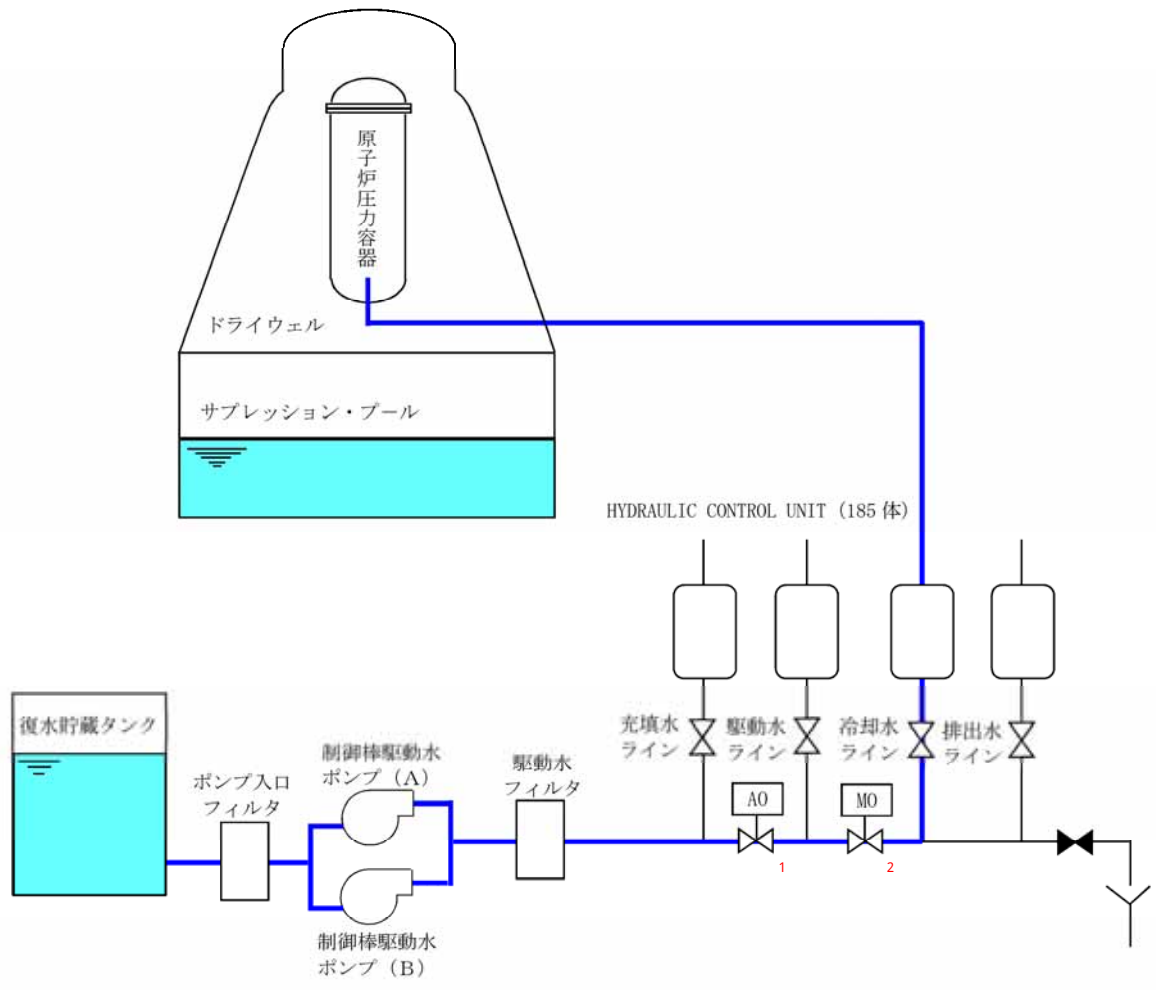 原子炉圧力容器
ドライウェル
サプレッション・プール
HYDRAULIC CONTROL UNIT (185 体)
復水貯蔵タンク
ポンプ入口
フィルタ
制御棒駆動水
ポンプ (A)
制御棒駆動水
ポンプ (B)
駆動水
フィルタ
充填水
ライン
駆動水
ライン
冷却水
ライン
排出水
ライン
AO
MO
1
2